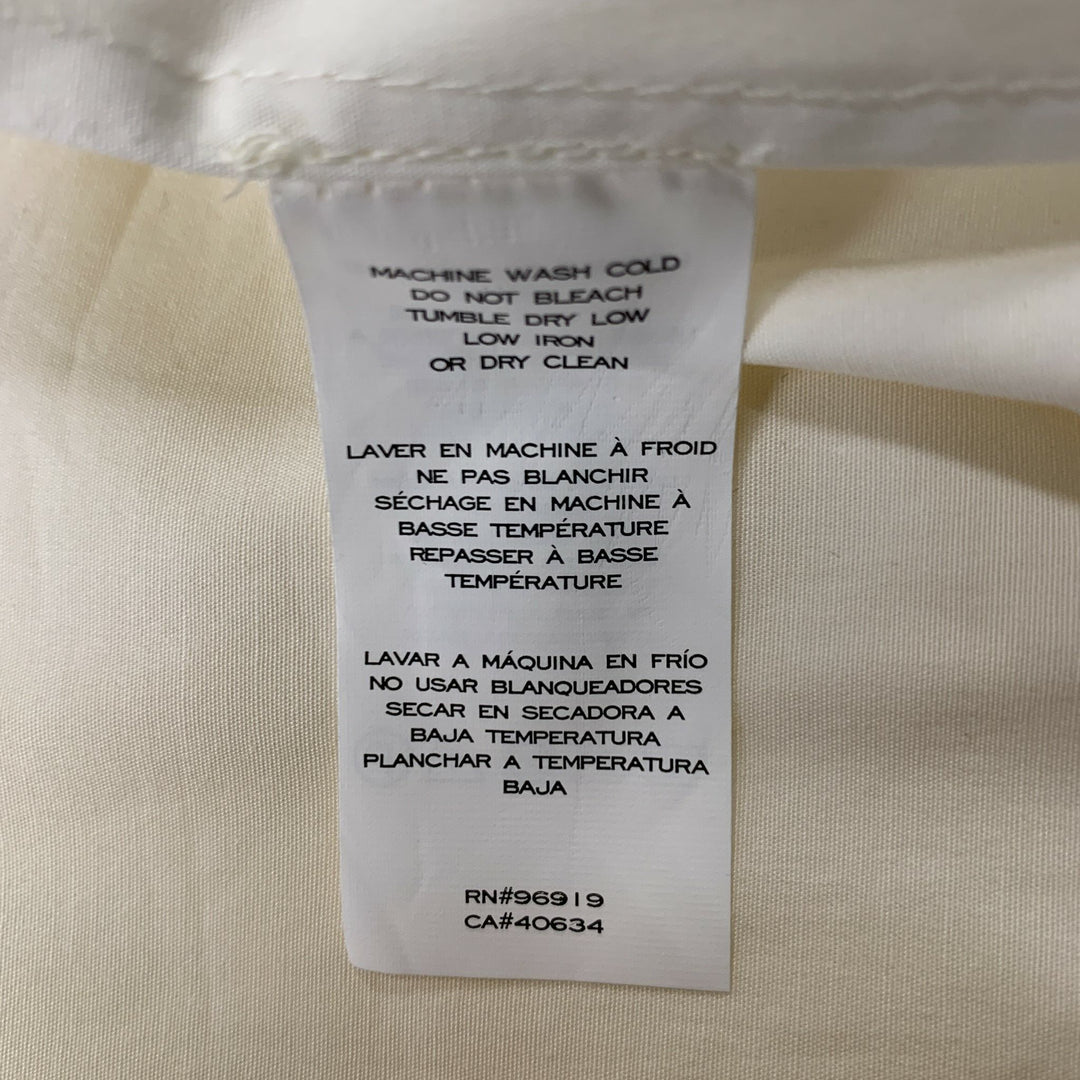 MACHINE WASH COLD
DO NOT BLEACH
TUMBLE DRY LOW
LOW IRON
OR DRY CLEAN
LAVER EN MACHINE À FROID
NE PAS BLANCHIR
SÉCHAGE EN MACHINE À
BASSE TEMPÉRATURE
REPASSER À BASSE
TEMPÉRATURE
LAVAR A MÁQUINA EN FRÍO
NO USAR BLANQUEADORES
SECAR EN SECADORA A
BAJA TEMPERATURA
PLANCHAR A TEMPERATURA
BAJA
RN#96919
CA#40634